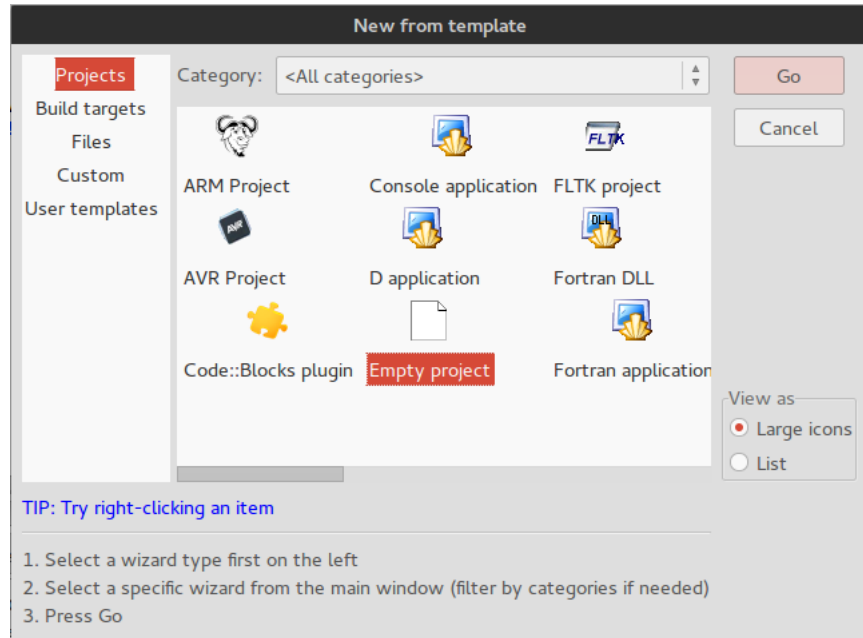 New from template
Projects
Build targets
Files
Custom
User templates
Category: <All categories>
Go
Cancel
FLTK
ARM Project Console application FLTK project
AVR DLL
AVR Project D application Fortran DLL
Code::Blocks plugin Empty project Fortran application
View as
Large icons
List
TIP: Try right-clicking an item
1. Select a wizard type first on the left
2. Select a specific wizard from the main window (filter by categories if needed)
3. Press Go